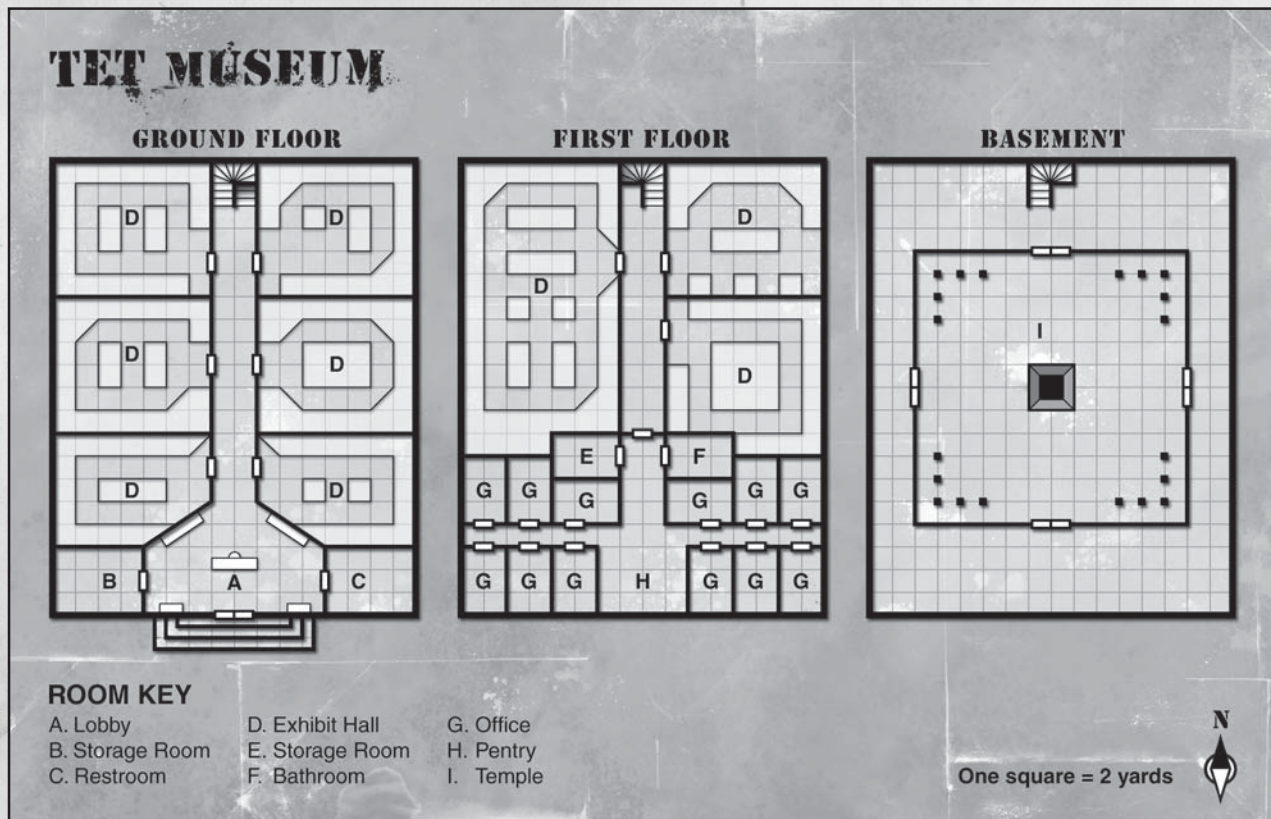 TET MUSEUM
GROUND FLOOR
FIRST FLOOR
BASEMENT
D D
D D
D D
B A C
D
D
D
E F
G G G G G G
G G G H G G G
I
ROOM KEY
A. Lobby
B. Storage Room
C. Restroom
D. Exhibit Hall
E. Storage Room
F. Bathroom
G. Office
H. Pentry
I. Temple
N
One square = 2 yards